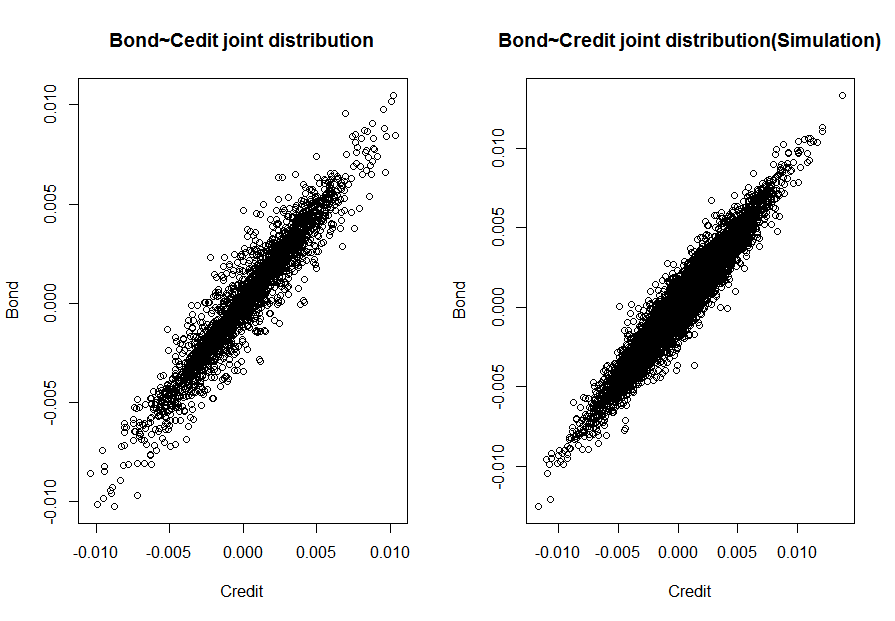 Bond~Cedit joint distribution
Bond
0.010
0.005
0.000
-0.005
-0.010
-0.010 -0.005 0.000 0.005 0.010
Credit
Bond~Credit joint distribution(Simulation)
Bond
0.010
0.005
0.000
-0.005
-0.010
-0.010 -0.005 0.000 0.005 0.010
Credit